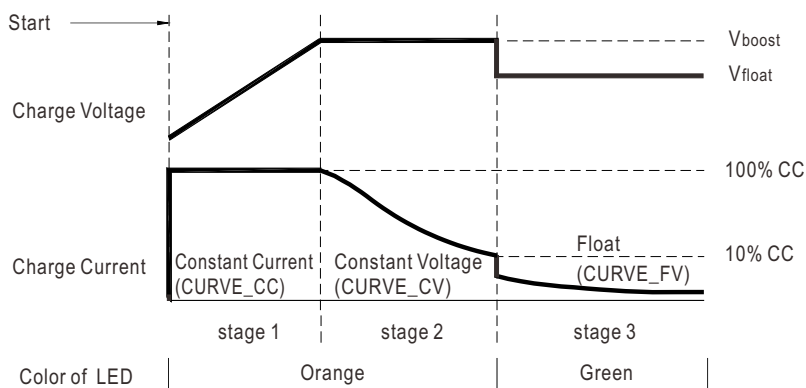 Start
Vboost
Vfloat
Charge Voltage
100% CC
10% CC
Charge Current
Constant Current
(CURVE_CC)
Constant Voltage
(CURVE_CV)
Float
(CURVE_FV)
stage 1
stage 2
stage 3
Color of LED
Orange
Green